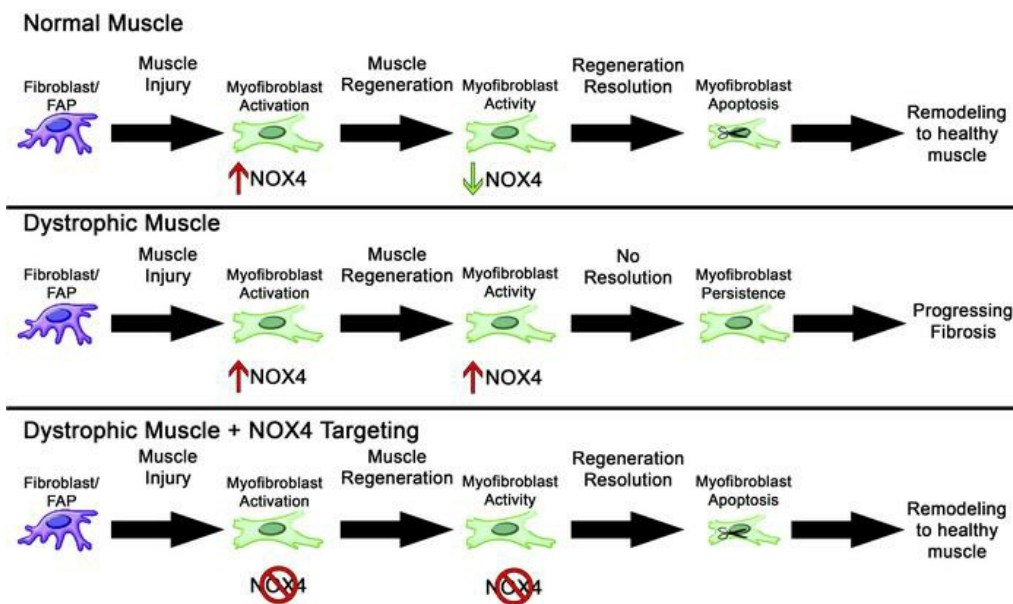 Normal Muscle
Fibroblast/
FAP
Muscle
Injury
Myofibroblast
Activation
NOX4
Muscle
Regeneration
Myofibroblast
Activity
NOX4
Regeneration
Resolution
Myofibroblast
Apoptosis
Remodeling
to healthy
muscle
Dystrophic Muscle
Fibroblast/
FAP
Muscle
Injury
Myofibroblast
Activation
NOX4
Muscle
Regeneration
Myofibroblast
Activity
NOX4
No
Resolution
Myofibroblast
Persistence
Progressing
Fibrosis
Dystrophic Muscle + NOX4 Targeting
Fibroblast/
FAP
Muscle
Injury
Myofibroblast
Activation
NOX4
Muscle
Regeneration
Myofibroblast
Activity
NOX4
Regeneration
Resolution
Myofibroblast
Apoptosis
Remodeling
to healthy
muscle